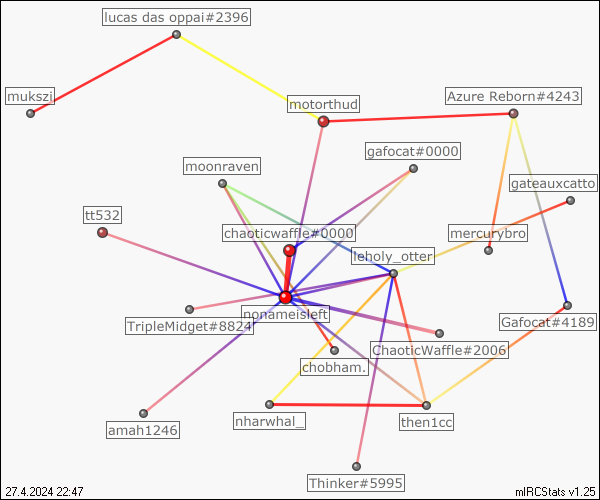 lucas das oppai#2396
mukszi
motorthud
Azure Reborn#4243
gafocat#0000
moonraven
gateauxcatto
tt532
chaoticwaffle#0000
mercurybro
leholy_otter
nonameisleft
TripleMidget#8824
Gafocat#4189
ChaoticWaffle#2006
chobham.
nharwhal_
then1cc
amah1246
Thinker#5995
27.4.2024 22:47
mIRCStats v1.25